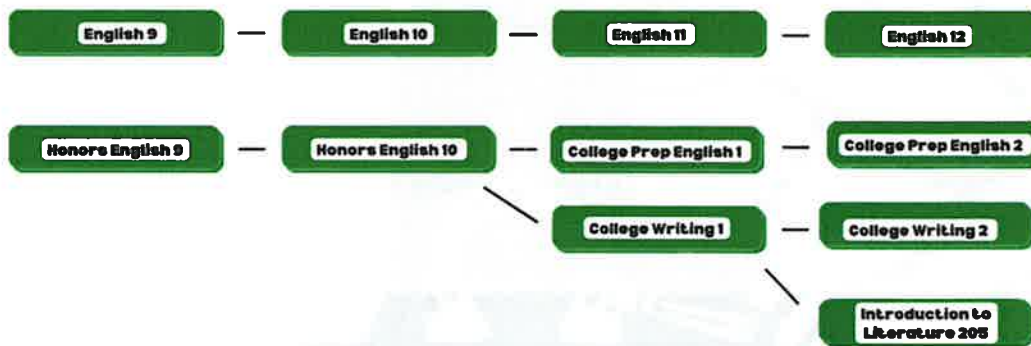 English 9
English 10
English 11
English 12
Honors English 9
Honors English 10
College Prep English 1
College Prep English 2
College Writing 1
College Writing 2
Introduction to
Literature 205